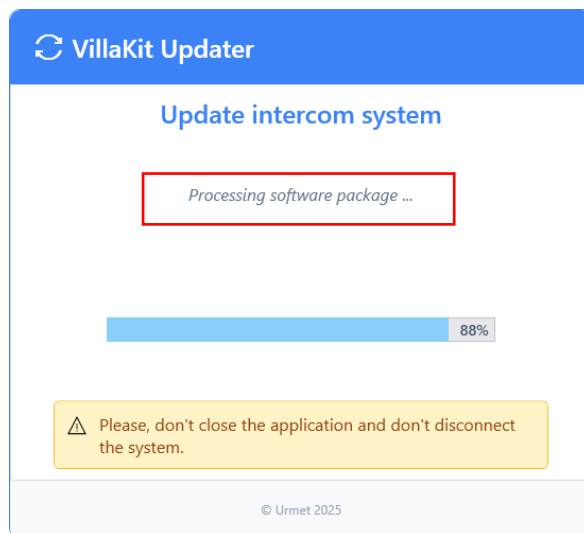 VillaKit Updater
Update intercom system
Processing software package ...
88%
Please, don't close the application and don't disconnect
the system.
© Urmet 2025